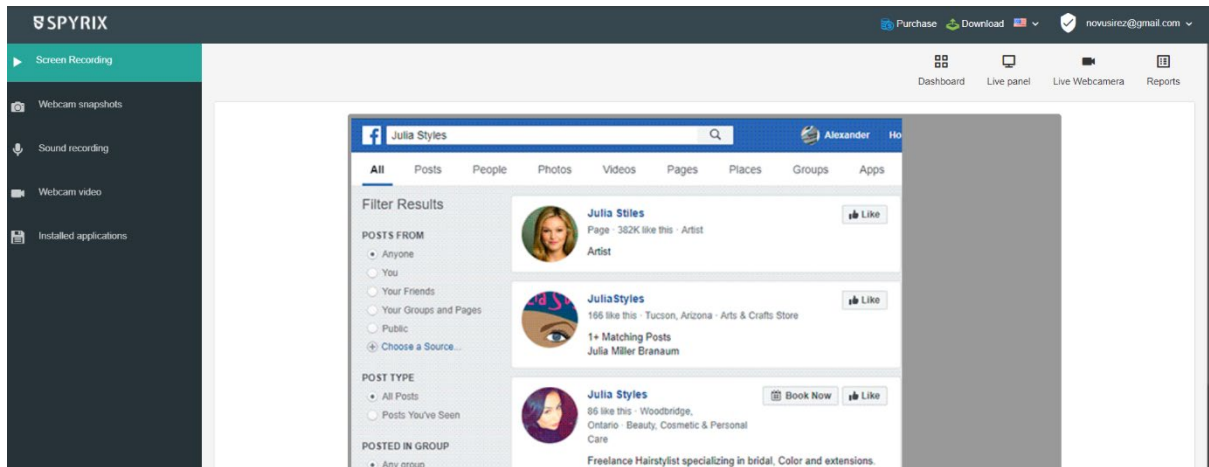 SPYRIX
Purchase Download novusirez@gmail.com
Screen Recording
Webcam snapshots
Sound recording
Webcam video
Installed applications
Dashboard Live panel Live Webcamera Reports
Julia Styles
Alexander Ho
All Posts People Photos Videos Pages Places Groups Apps
Filter Results
POSTS FROM
Anyone
You
Your Friends
Your Groups and Pages
Public
Choose a Source...
POST TYPE
All Posts
Posts You've Seen
POSTED IN GROUP
Any group
Julia Stiles
Like
Page · 382K like this · Artist
Artist
JuliaStyles
Like
166 like this · Tucson, Arizona · Arts & Crafts Store
1+ Matching Posts
Julia Miller Branaum
Julia Styles
Book Now Like
86 like this · Woodbridge,
Ontario · Beauty, Cosmetic & Personal
Care
Freelance Hairstylist specializing in bridal, Color and extensions.